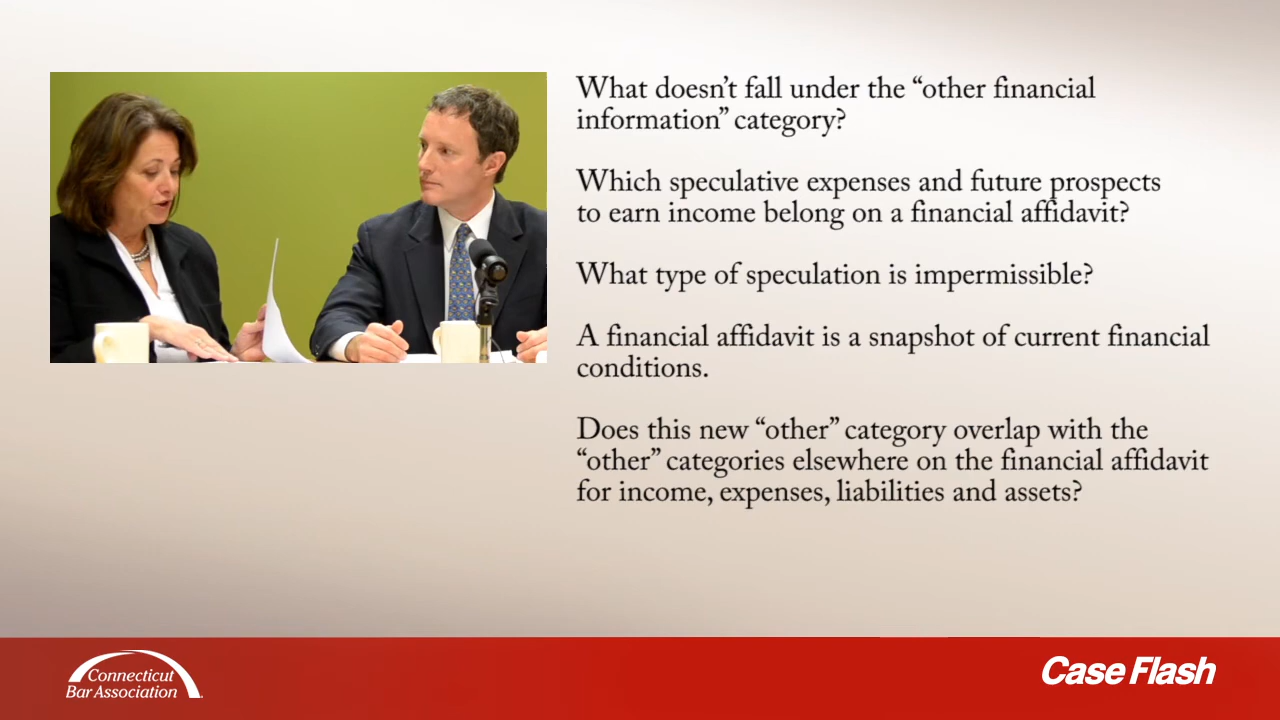 What doesn’t fall under the “other financial
information” category?
Which speculative expenses and future prospects
to earn income belong on a financial affidavit?
What type of speculation is impermissible?
A financial affidavit is a snapshot of current financial
conditions.
Does this new “other” category overlap with the
“other” categories elsewhere on the financial affidavit
for income, expenses, liabilities and assets?
Connecticut
Bar Association
Case Flash